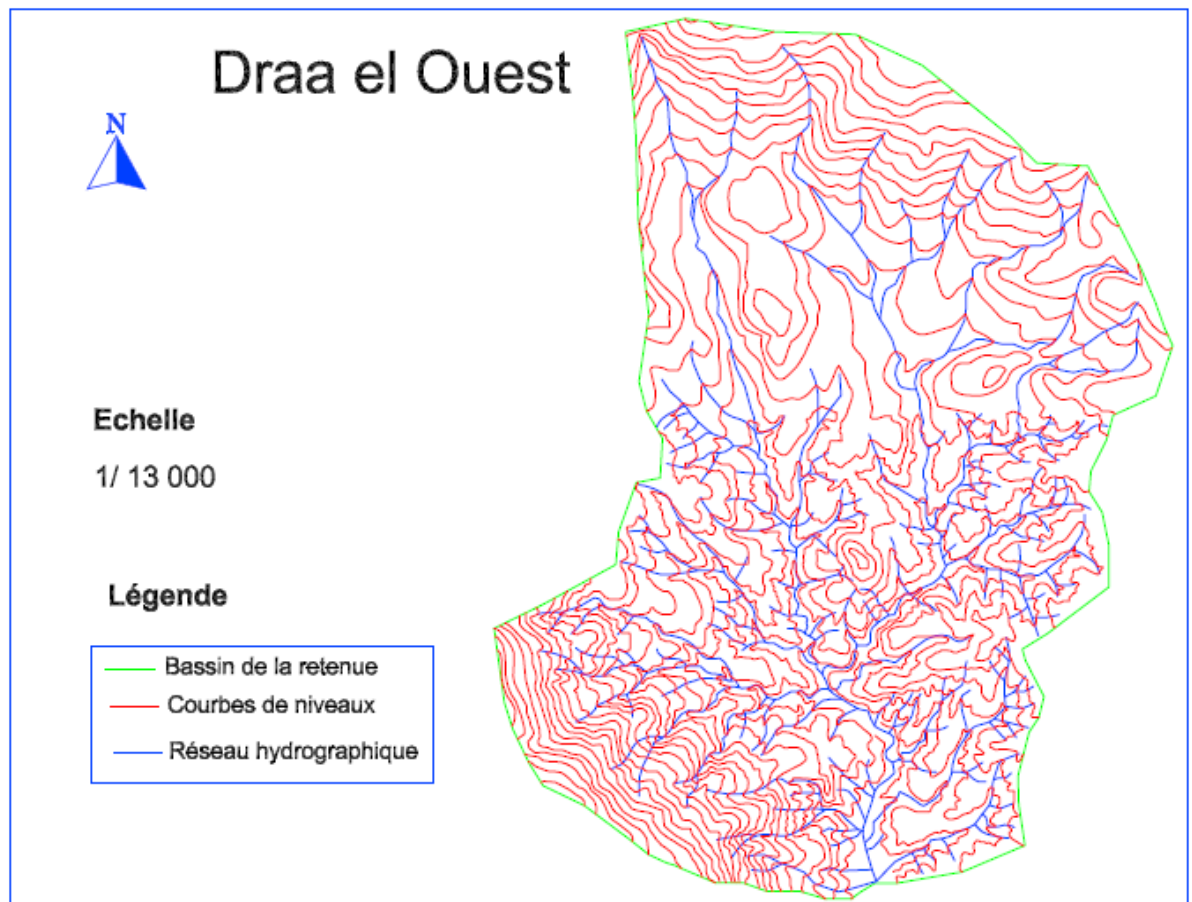 Draa el Ouest
N
Echelle
1/ 13 000
Légende
Bassin de la retenue
Courbes de niveaux
Réseau hydrographique